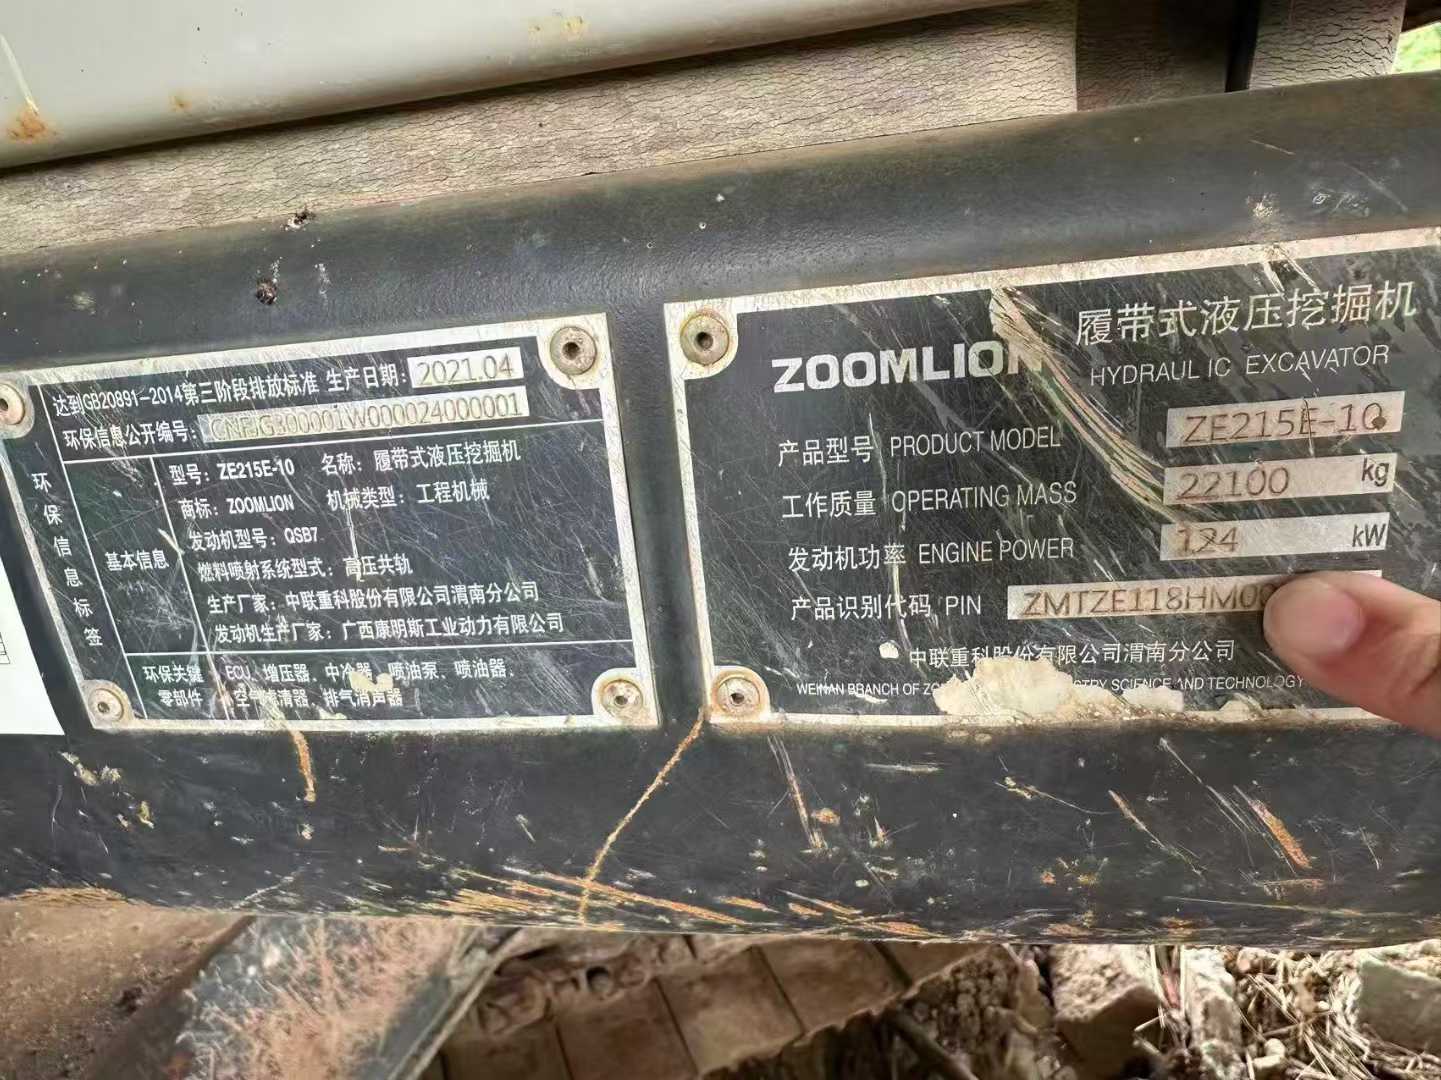 达到GB20891-2014第三阶段排放标准 生产日期: 2021.04
环保信息公开编号: CNFJG300001W000024000001
环保信息标签
基本信息
型号: ZE215E-10 名称: 履带式液压挖掘机
商标: ZOOMLION 机械类型: 工程机械
发动机型号: QSB7
燃料喷射系统型式: 高压共轨
生产厂家: 中联重科股份有限公司渭南分公司
发动机生产厂家: 广西康明斯工业动力有限公司
环保关键零部件
ECU、增压器、中冷器、喷油泵、喷油器、
空气滤清器、排气消声器
ZOOMLION 履带式液压挖掘机
HYDRAULIC EXCAVATOR
产品型号 PRODUCT MODEL ZE215E-10
工作质量 OPERATING MASS 22100 kg
发动机功率 ENGINE POWER 124 kW
产品识别代码 PIN ZMTZE118HM00
中联重科股份有限公司渭南分公司
WEINAN BRANCH OF SCIENCE AND TECHNOLOGY